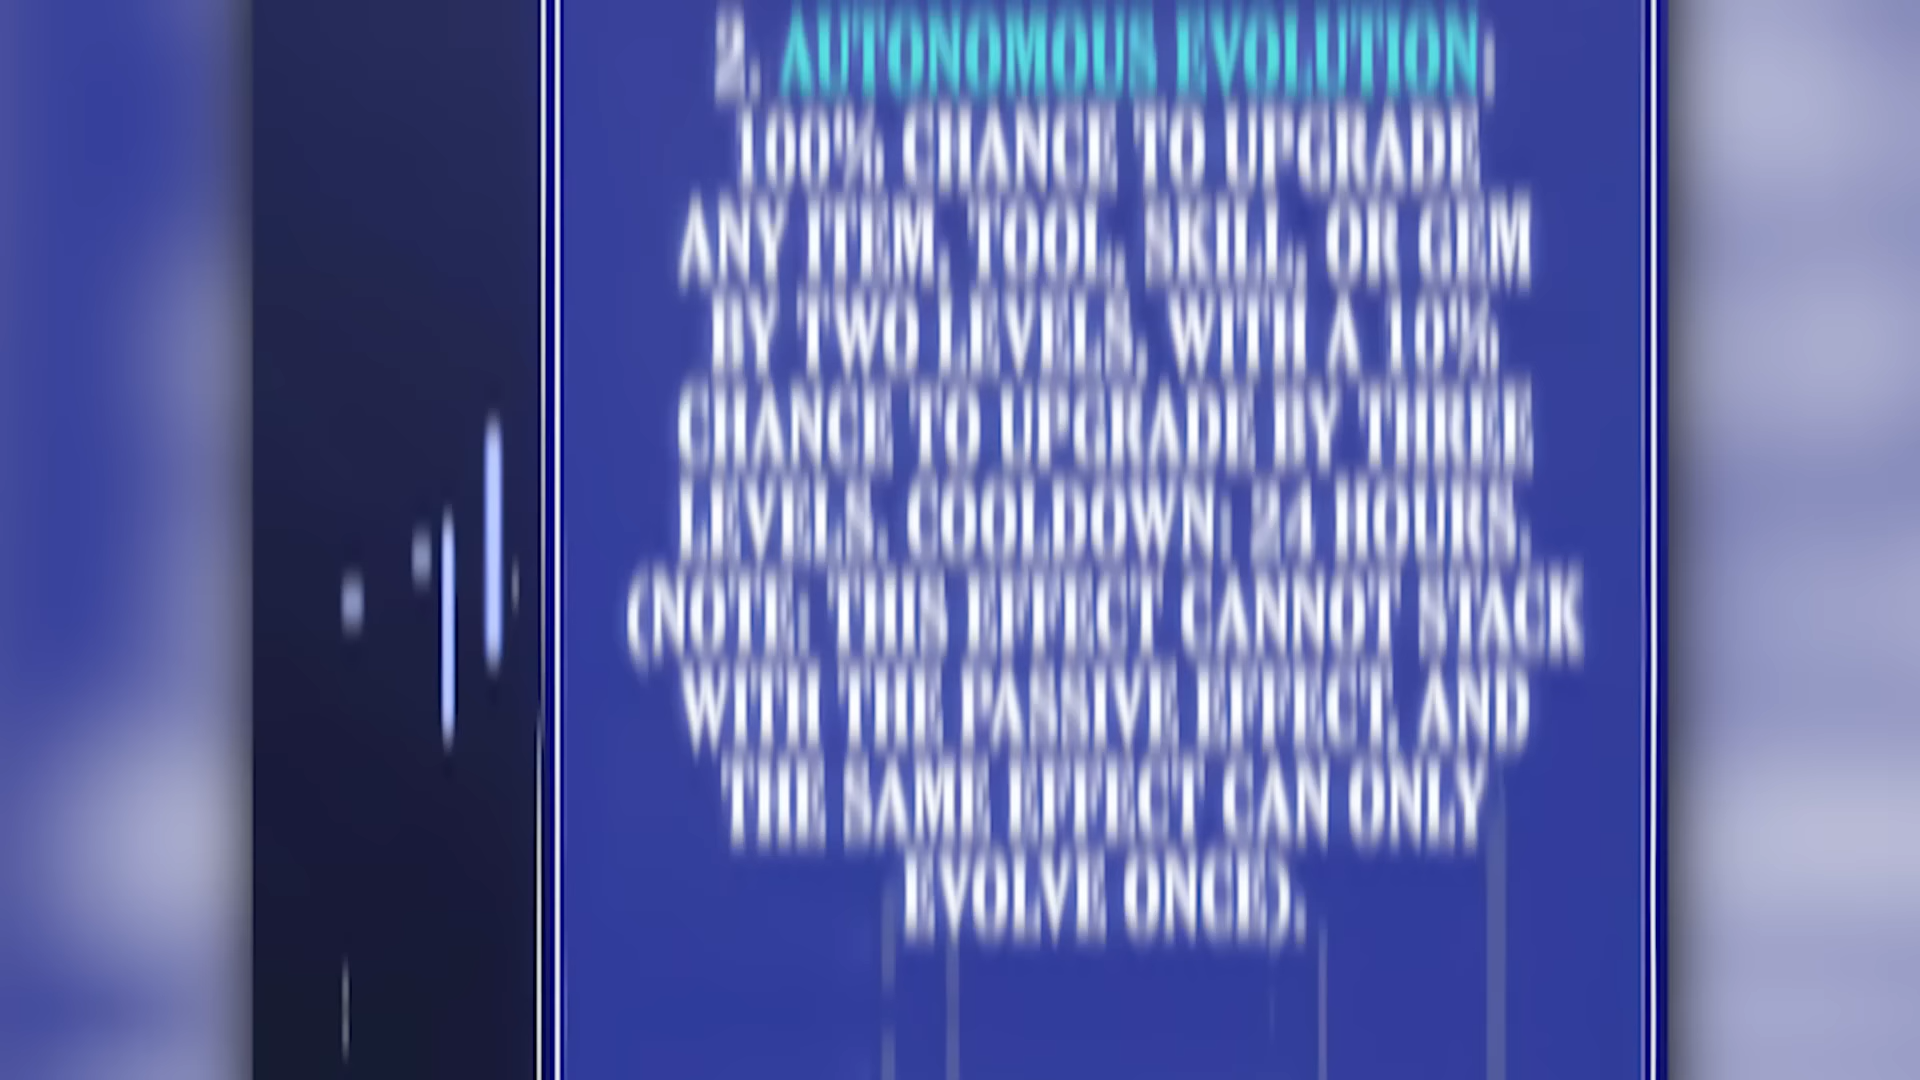 2. AUTONOMOUS EVOLUTION:
100% CHANCE TO UPGRADE
ANY ITEM, TOOL, SKILL, OR GEM
BY TWO LEVELS, WITH A 10%
CHANCE TO UPGRADE BY THREE
LEVELS. COOLDOWN: 24 HOURS.
(NOTE: THIS EFFECT CANNOT STACK
WITH THE PASSIVE EFFECT, AND
THE SAME EFFECT CAN ONLY
EVOLVE ONCE).